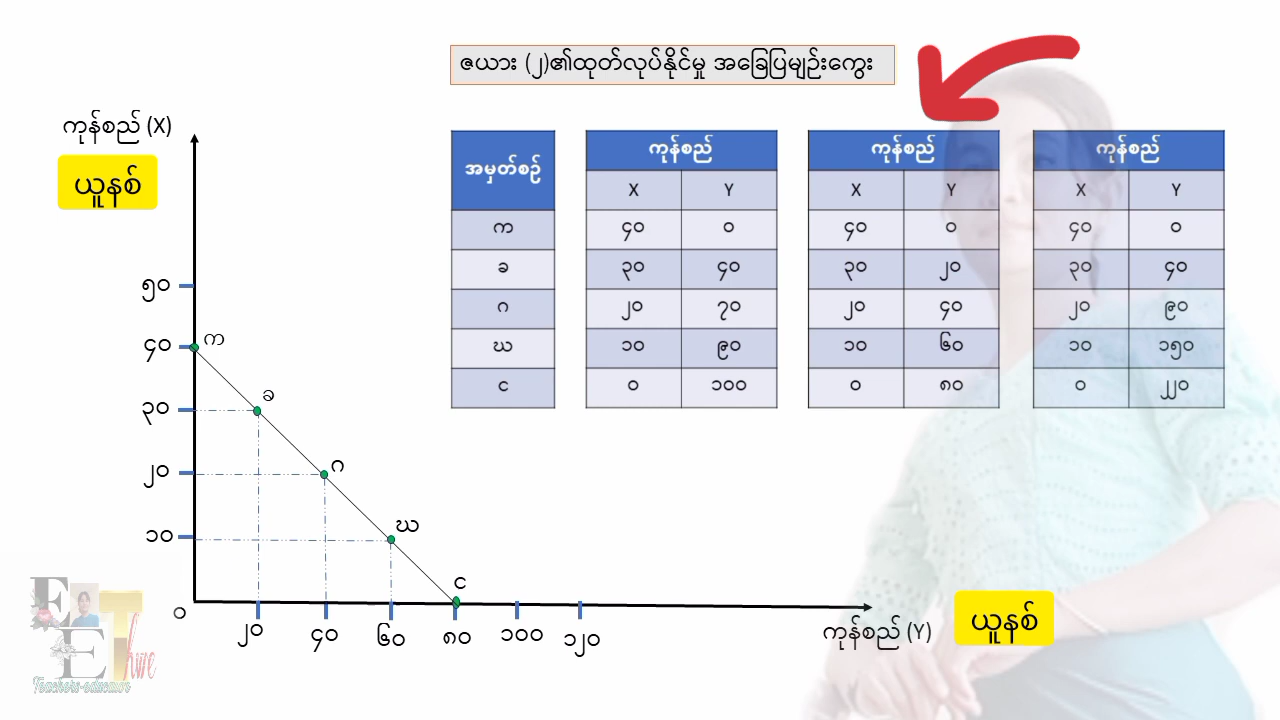 ဇယား (၂)၏ထုတ်လုပ်နိုင်မှု အခြေပြမျဉ်းကွေး
ကုန်စည် (X)
ယူနစ်
၅၀
၄၀
၃၀
၂၀
၁၀
၀
က
ခ
ဂ
ဃ
င
၂၀ ၄၀ ၆၀ ၈၀ ၁၀၀ ၁၂၀
ကုန်စည် (Y)
ယူနစ်
အမှတ်စဉ် ကုန်စည် ကုန်စည် ကုန်စည်
X Y X Y X Y
က ၄၀ ၀ ၄၀ ၀ ၄၀ ၀
ခ ၃၀ ၄၀ ၃၀ ၂၀ ၃၀ ၄၀
ဂ ၂၀ ၇၀ ၂၀ ၄၀ ၂၀ ၉၀
ဃ ၁၀ ၉၀ ၁၀ ၆၀ ၁၀ ၁၅၀
င ၀ ၁၀၀ ၀ ၈၀ ၀ ၂၂၀
E
E Thwe
Teachers-educator